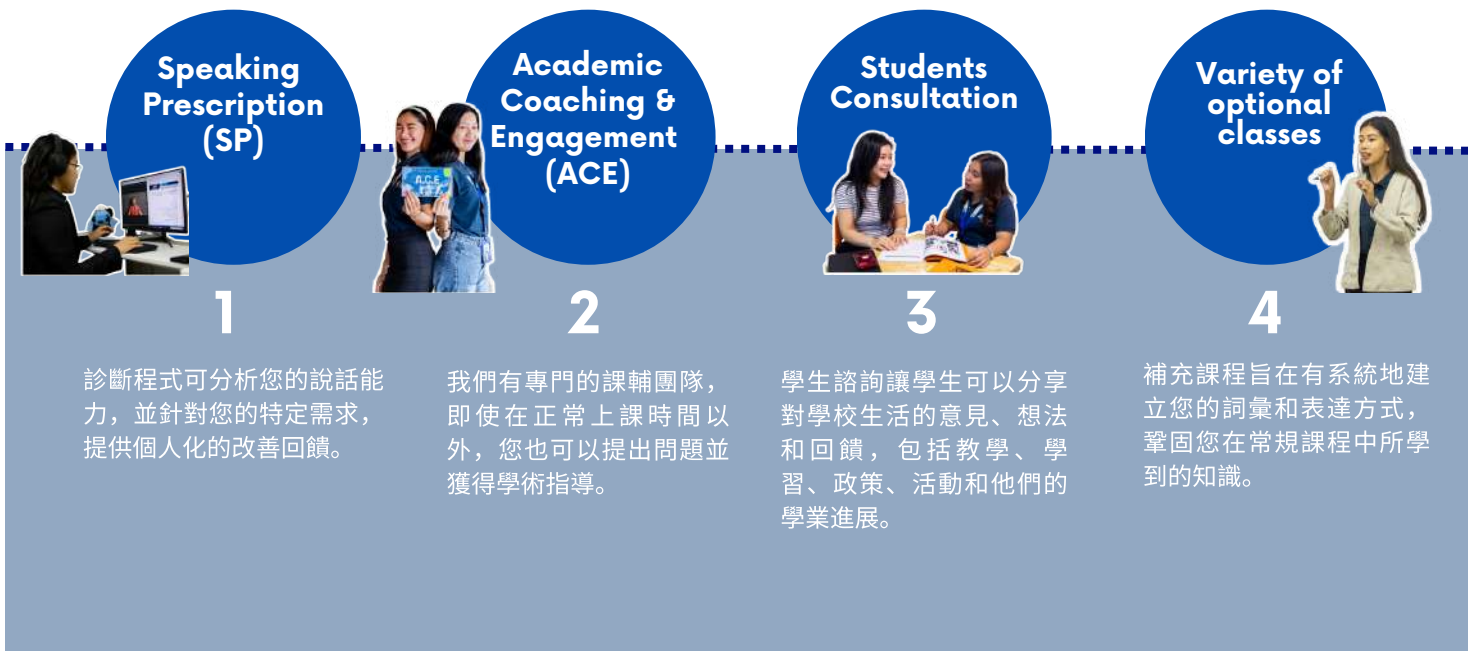 Speaking
Prescription
(SP)
1
診斷程式可分析您的說話能
力，並針對您的特定需求，
提供個人化的改善回饋。
Academic
Coaching &
Engagement
(ACE)
A.C.E
2
我們有專門的課輔團隊，
即使在正常上課時間以
外，您也可以提出問題並
獲得學術指導。
Students
Consultation
3
學生諮詢讓學生可以分享
對學校生活的意見、想法
和回饋，包括教學、學
習、政策、活動和他們的
學業進展。
Variety of
optional
classes
4
補充課程旨在有系統地建
立您的詞彙和表達方式，
鞏固您在常規課程中所學
到的知識。